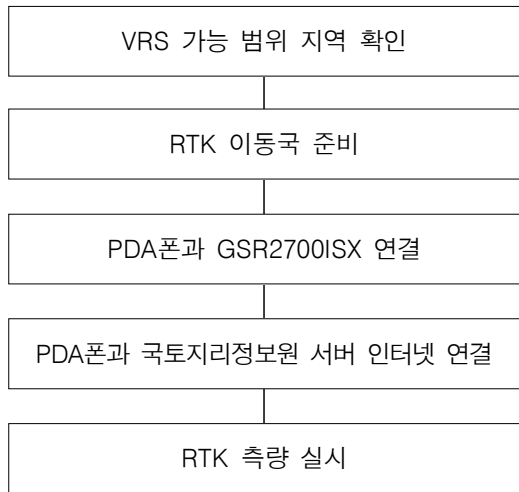 VRS 가능 범위 지역 확인
RTK 이동국 준비
PDA폰과 GSR2700ISX 연결
PDA폰과 국토지리정보원 서버 인터넷 연결
RTK 측량 실시